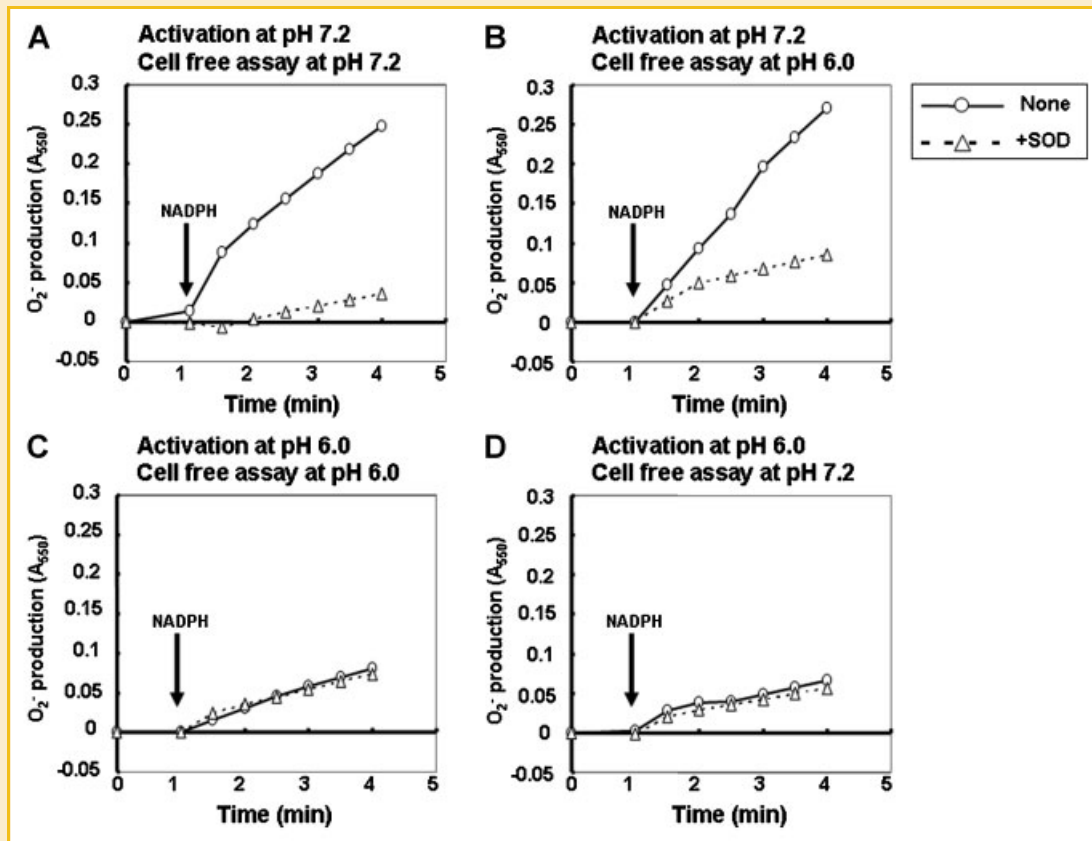 A
Activation at pH 7.2
Cell free assay at pH 7.2
0.3
0.25
0.2
0.15
0.1
0.05
0
-0.05
O₂⁻ production (A₅₅₀)
NADPH
0 1 2 3 4 5
Time (min)
B
Activation at pH 7.2
Cell free assay at pH 6.0
0.3
0.25
0.2
0.15
0.1
0.05
0
-0.05
O₂⁻ production (A₅₅₀)
NADPH
0 1 2 3 4 5
Time (min)
None
+SOD
C
Activation at pH 6.0
Cell free assay at pH 6.0
0.3
0.25
0.2
0.15
0.1
0.05
0
-0.05
O₂⁻ production (A₅₅₀)
NADPH
0 1 2 3 4 5
Time (min)
D
Activation at pH 6.0
Cell free assay at pH 7.2
0.3
0.25
0.2
0.15
0.1
0.05
0
-0.05
O₂⁻ production (A₅₅₀)
NADPH
0 1 2 3 4 5
Time (min)